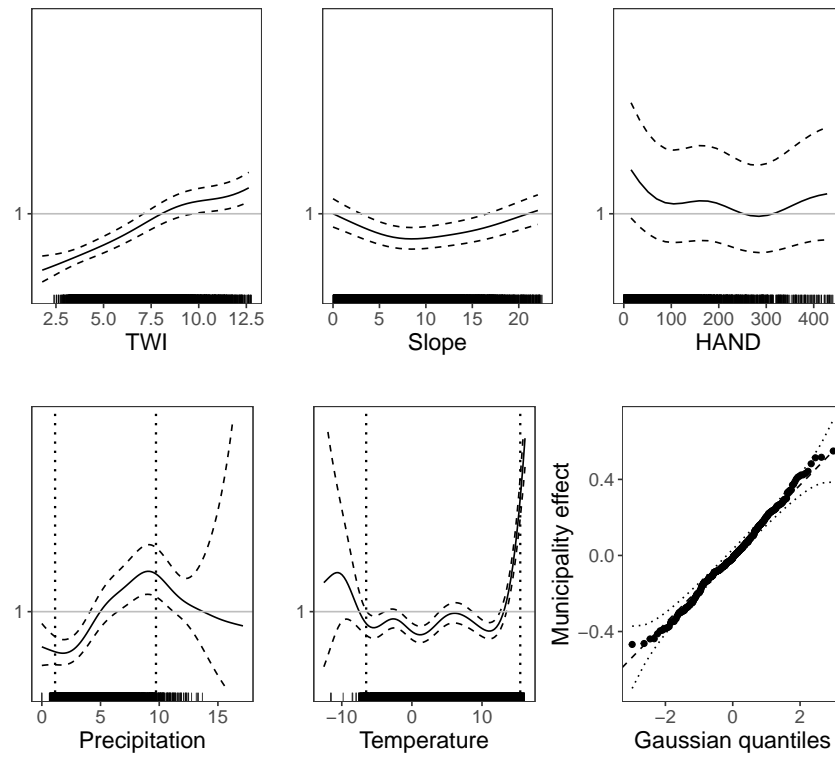 1
2.5 5.0 7.5 10.0 12.5
TWI
1
0 5 10 15 20
Slope
1
0 100 200 300 400
HAND
1
0 5 10 15
Precipitation
1
−10 0 10
Temperature
Municipality effect
0.4
0.0
−0.4
−2 0 2
Gaussian quantiles